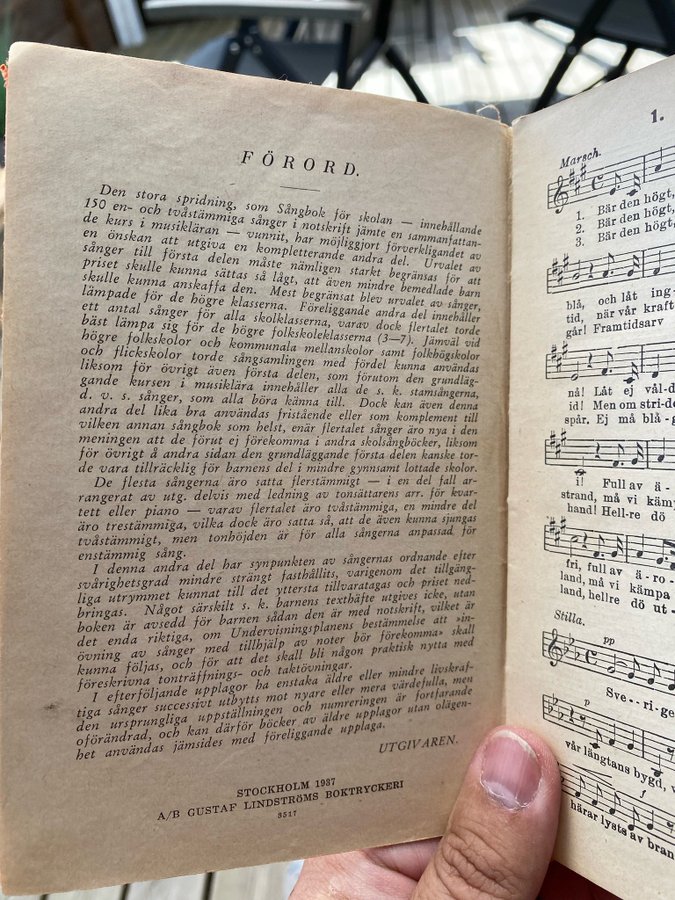 FÖRORD.
Den stora spridning, som Sångbok för skolan — innehållande
150 en- och tvåstämmiga sånger i notskrift jämte en sammanfattan-
de kurs i musikläran — vunnit, har möjliggjort förverkligandet av
en önskan att utgiva en kompletterande andra del. Urvalet av
sånger till första delen måste nämligen starkt begränsas för att
priset skulle kunna sättas så lågt, att även mindre bemedlade barn
skulle kunna anskaffa den. Mest begränsat blev urvalet av sånger,
lämpade för de högre klasserna. Föreliggande andra del innehåller
ett antal sånger för alla skolklasserna, varav dock flertalet torde
bäst lämpa sig för de högre folkskoleklasserna (3—7). Jämväl vid
högre folkskolor och kommunala mellanskolor samt folkhögskolor
och flickskolor torde sångsamlingen med fördel kunna användas
liksom för övrigt även första delen, som förutom den grundläg-
gande kursen i musiklära innehåller alla de s. k. stamsångerna,
d. v. s. sånger, som alla böra känna till. Dock kan även denna
andra del lika bra användas fristående eller som komplement till
vilken annan sångbok som helst, enär flertalet sånger äro nya i den
meningen att de förut ej förekomma i andra skolsångböcker, liksom
för övrigt å andra sidan den grundläggande första delen kanske tor-
de vara tillräcklig för barnens del i mindre gynnsamt lottade skolor.
De flesta sångerna äro satta flerstämmigt — i en del fall ar-
rangerat av utg. delvis med ledning av tonsättarens arr. för kvar-
tett eller piano — varav flertalet äro tvåstämmiga, en mindre del
äro trestämmiga, vilka dock äro satta så, att de även kunna sjungas
tvåstämmigt, men tonhöjden är för alla sångerna anpassad för
enstämmig sång.
I denna andra del har synpunkten av sångernas ordnande efter
svårighetsgrad mindre strängt fasthållits, varigenom det tillgäng-
liga utrymmet kunnat till det yttersta tillvaratagas och priset ned-
bringas. Något särskilt s. k. barnens texthäfte utgives icke, utan
boken är avsedd för barnen sådan den är med notskrift, vilket är
det enda riktiga, om Undervisningsplanens bestämmelse att »in-
övning av sånger med tillhjälp av noter bör förekomma» skall
kunna följas, och för att det skall bli någon praktisk nytta med
föreskrivna tonträffnings- och taktövningar.
I efterföljande upplagor ha enstaka äldre eller mindre livskraf-
tiga sånger successivt utbytts mot nyare eller mera värdefulla, men
den ursprungliga uppställningen och numreringen är fortfarande
oförändrad, och kan därför böcker av äldre upplagor utan olägen-
het användas jämsides med föreliggande upplaga.
UTGIVAREN.
STOCKHOLM 1937
A/B GUSTAF LINDSTRÖMS BOKTRYCKERI
3517
1.
Marsch.
1. Bär den högt,
2. Bär den högt,
3. Bär den högt,
blå, och låt ing-
tid, när vår kraft
går! Framtidsarv
nå! Låt ej våld-
id! Men om stri-de
spår. Ej må blå-g
i! Full av ä-
strand, må vi kämp
hand! Hell-re dö
fri, full av ä-ro-
land, må vi kämpa
land, hellre dö ut-
Stilla.
pp
Sve--ri-ge
p
vår längtans bygd, v
f
härar lysts av bran